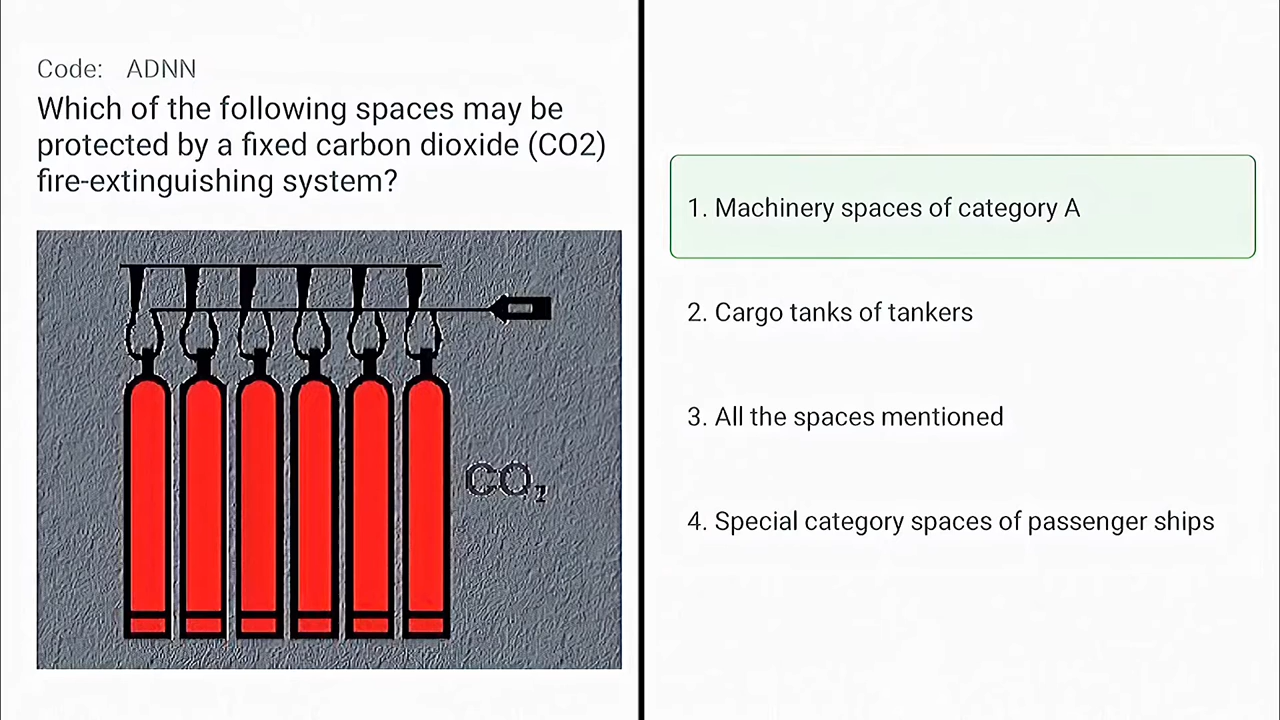 Code: ADNN
Which of the following spaces may be
protected by a fixed carbon dioxide (CO2)
fire-extinguishing system?
CO₂
1. Machinery spaces of category A
2. Cargo tanks of tankers
3. All the spaces mentioned
4. Special category spaces of passenger ships